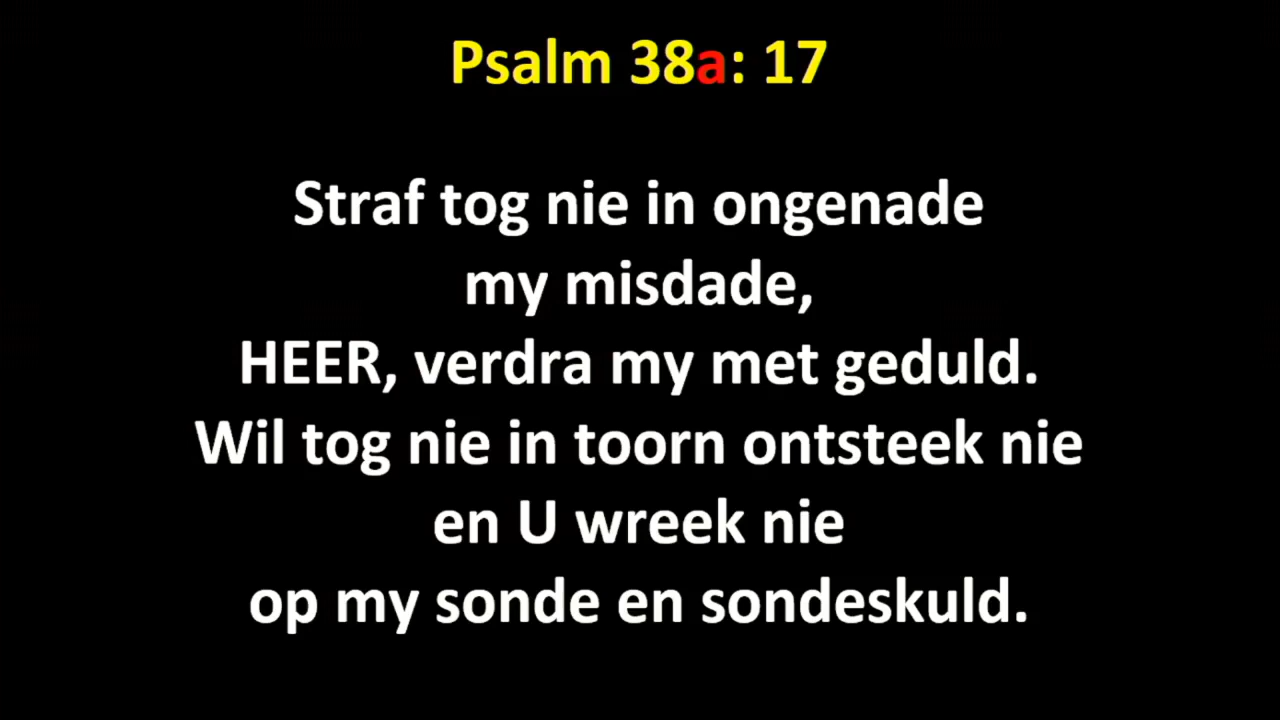 Psalm 38a: 17
Straf tog nie in ongenade
my misdade,
HEER, verdra my met geduld.
Wil tog nie in toorn ontsteek nie
en U wreek nie
op my sonde en sondeskuld.